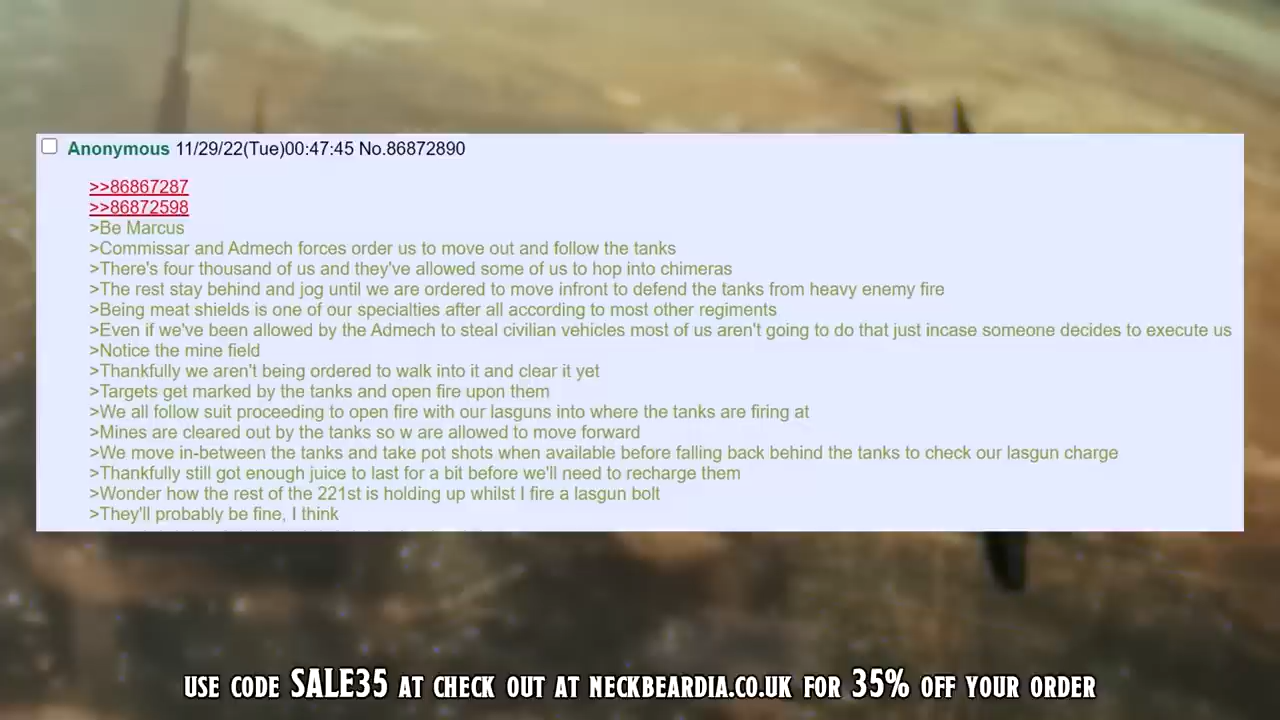 Anonymous 11/29/22(Tue)00:47:45 No.86872890
>>86867287
>>86872598
>Be Marcus
>Commissar and Admech forces order us to move out and follow the tanks
>There's four thousand of us and they've allowed some of us to hop into chimeras
>The rest stay behind and jog until we are ordered to move infront to defend the tanks from heavy enemy fire
>Being meat shields is one of our specialties after all according to most other regiments
>Even if we've been allowed by the Admech to steal civilian vehicles most of us aren't going to do that just incase someone decides to execute us
>Notice the mine field
>Thankfully we aren't being ordered to walk into it and clear it yet
>Targets get marked by the tanks and open fire upon them
>We all follow suit proceeding to open fire with our lasguns into where the tanks are firing at
>Mines are cleared out by the tanks so w are allowed to move forward
>We move in-between the tanks and take pot shots when available before falling back behind the tanks to check our lasgun charge
>Thankfully still got enough juice to last for a bit before we'll need to recharge them
>Wonder how the rest of the 221st is holding up whilst I fire a lasgun bolt
>They'll probably be fine, I think
USE CODE SALE35 AT CHECK OUT AT NECKBEARDIA.CO.UK FOR 35% OFF YOUR ORDER